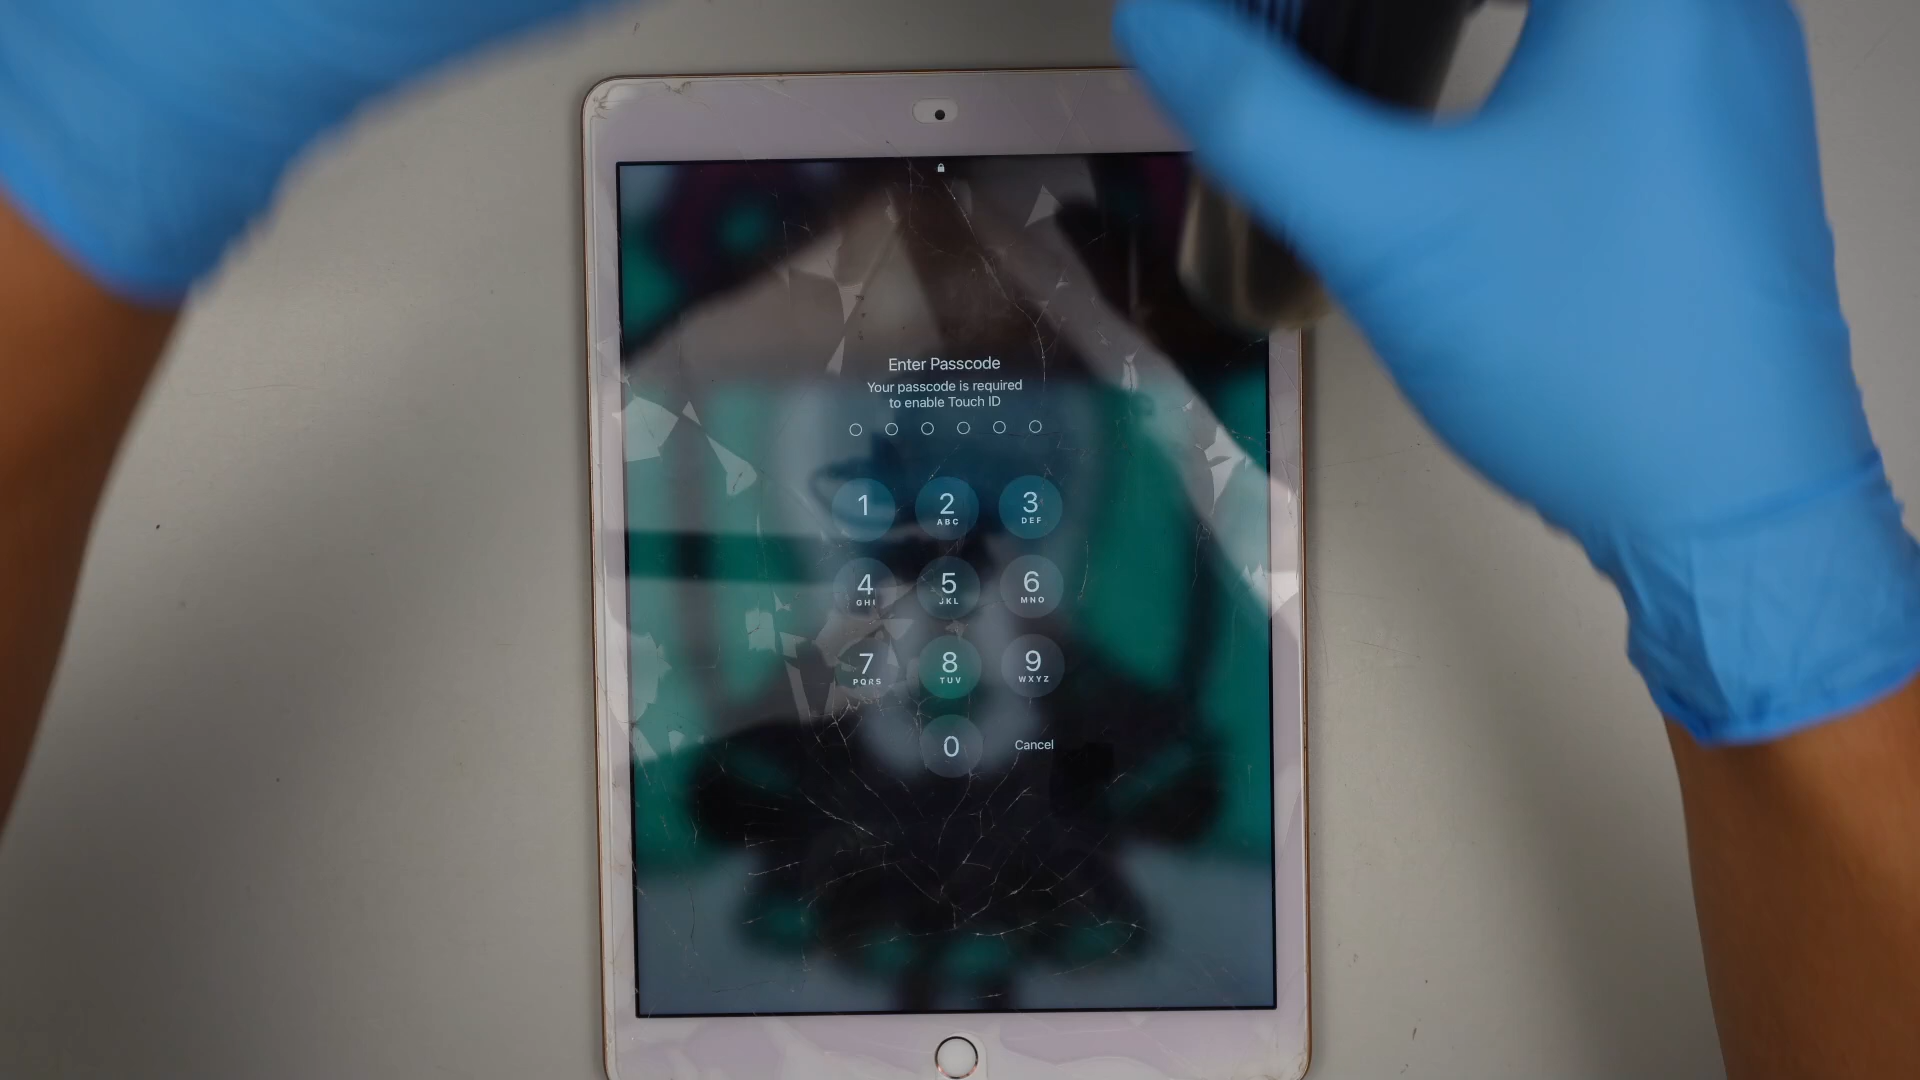 Enter Passcode
Your passcode is required
to enable Touch ID
1
2
ABC
3
DEF
4
GHI
5
JKL
6
MNO
7
PQRS
8
TUV
9
WXYZ
0
Cancel